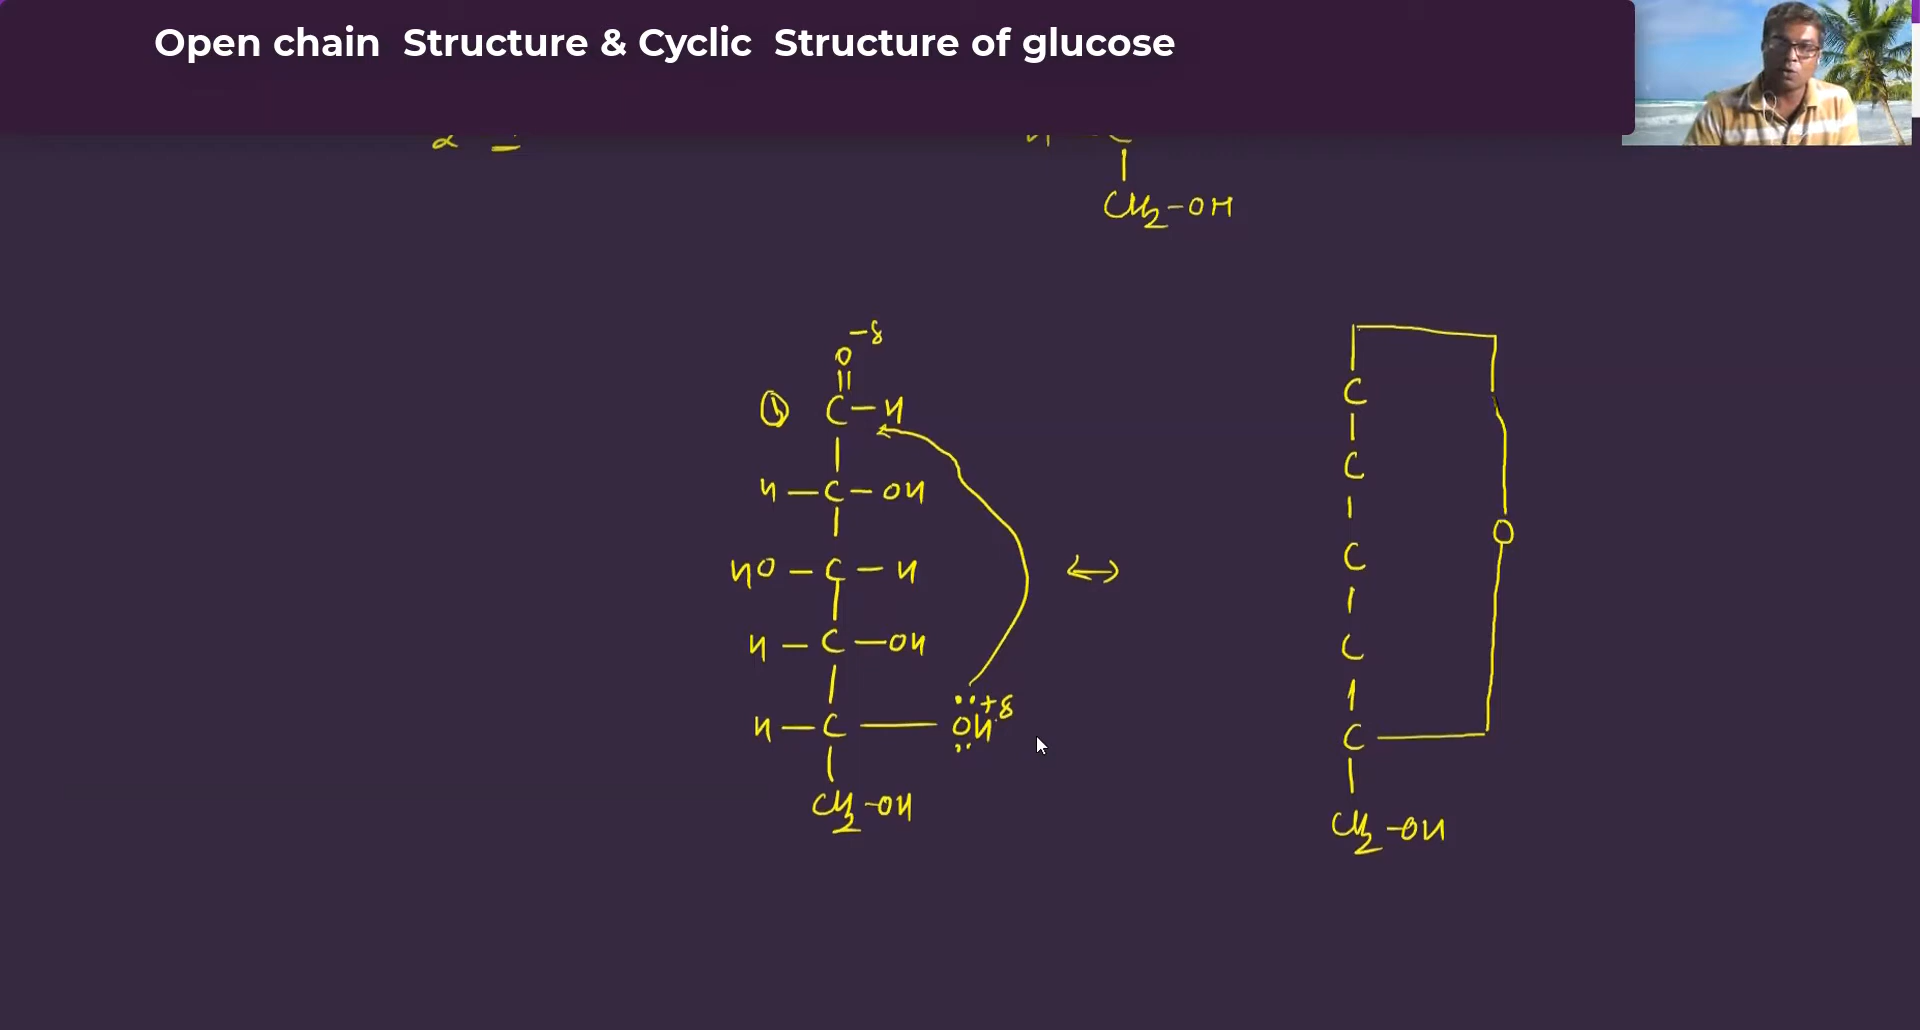 Open chain Structure & Cyclic Structure of glucose
α
CH2-OH
-δ
O
||
① C-H
H-C-OH
HO-C-H
H-C-OH
H-C-OH +δ
CH2-OH
↔
C
C
C
O
C
C
CH2-OH